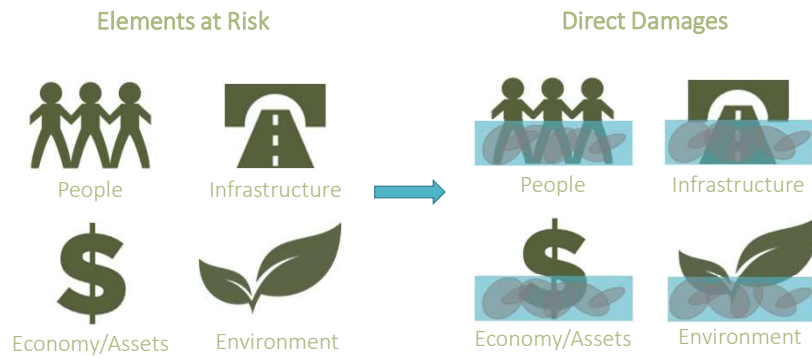 Elements at Risk
People
Infrastructure
$
Economy/Assets
Environment
Direct Damages
People
Infrastructure
$
Economy/Assets
Environment